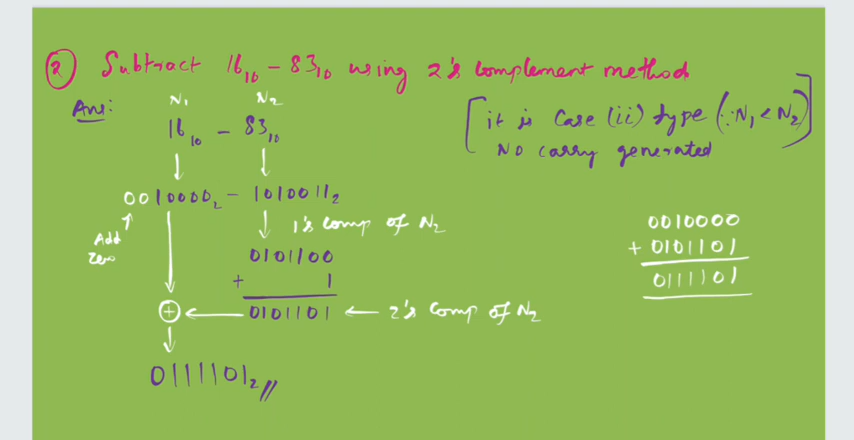 ② Subtract 16₁₀ - 83₁₀ using 2's complement method
Ans:
N₁ N₂
16₁₀ - 83₁₀
[it is Case (ii) type (∵ N₁ < N₂)
No carry generated]
0010000₂ - 1010011₂
Add
zero
1's comp of N₂
0101100
+ 1
0101101 ← 2's comp of N₂
+
0111101₂ //
0010000
+ 0101101
0111101